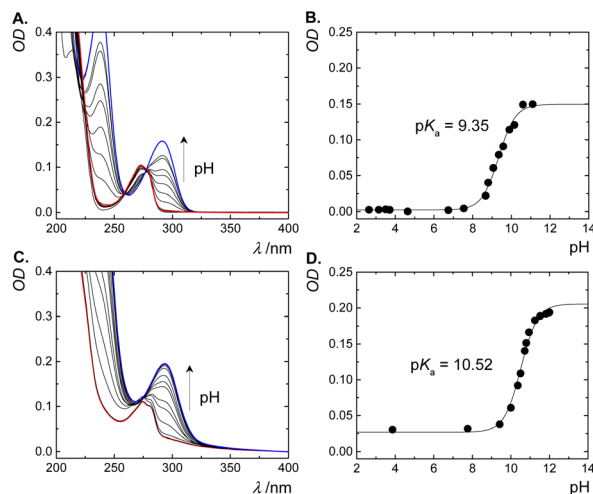 A.
OD
0.4
0.3
0.2
0.1
0.0
pH
200 250 300 350 400
λ /nm
B.
OD
0.25
0.20
0.15
0.10
0.05
0.00
pKa = 9.35
2 4 6 8 10 12 14
pH
C.
OD
0.4
0.3
0.2
0.1
0.0
pH
200 250 300 350 400
λ /nm
D.
OD
0.25
0.20
0.15
0.10
0.05
0.00
pKa = 10.52
2 4 6 8 10 12 14
pH